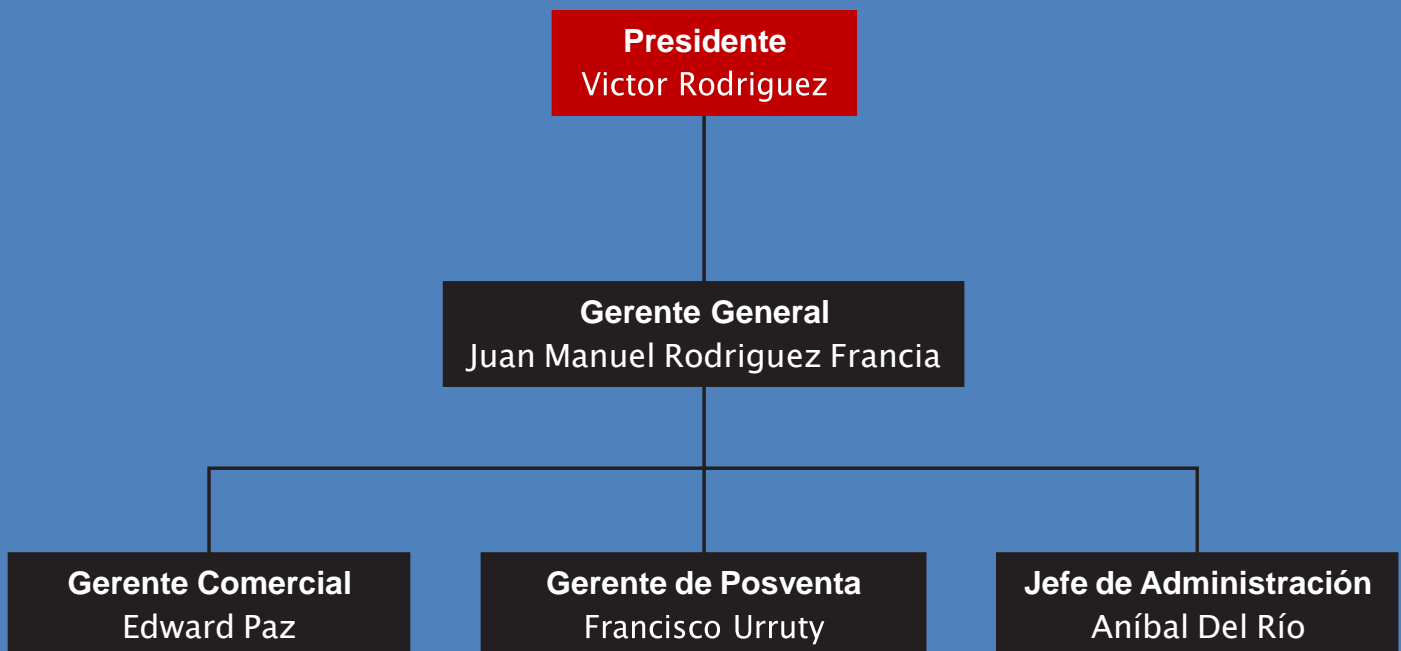 Presidente
Victor Rodriguez
Gerente General
Juan Manuel Rodriguez Francia
Gerente Comercial
Edward Paz
Gerente de Posventa
Francisco Urruty
Jefe de Administración
Aníbal Del Río